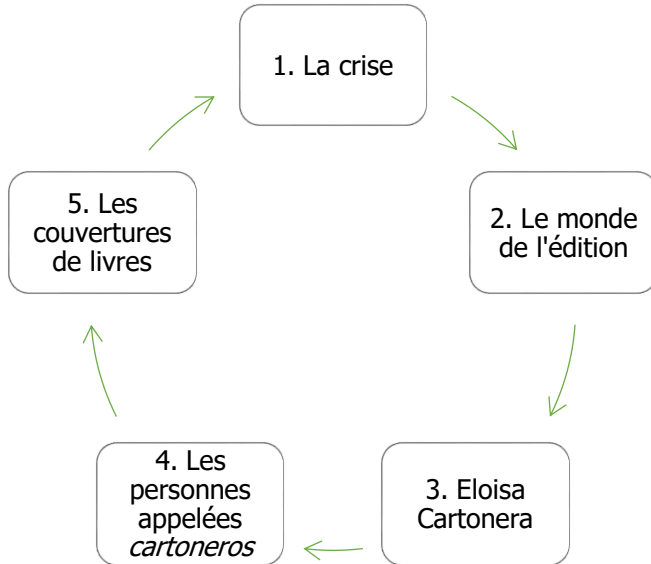 1. La crise
2. Le monde
de l'édition
3. Eloisa
Cartonera
4. Les
personnes
appelées
cartoneros
5. Les
couvertures
de livres